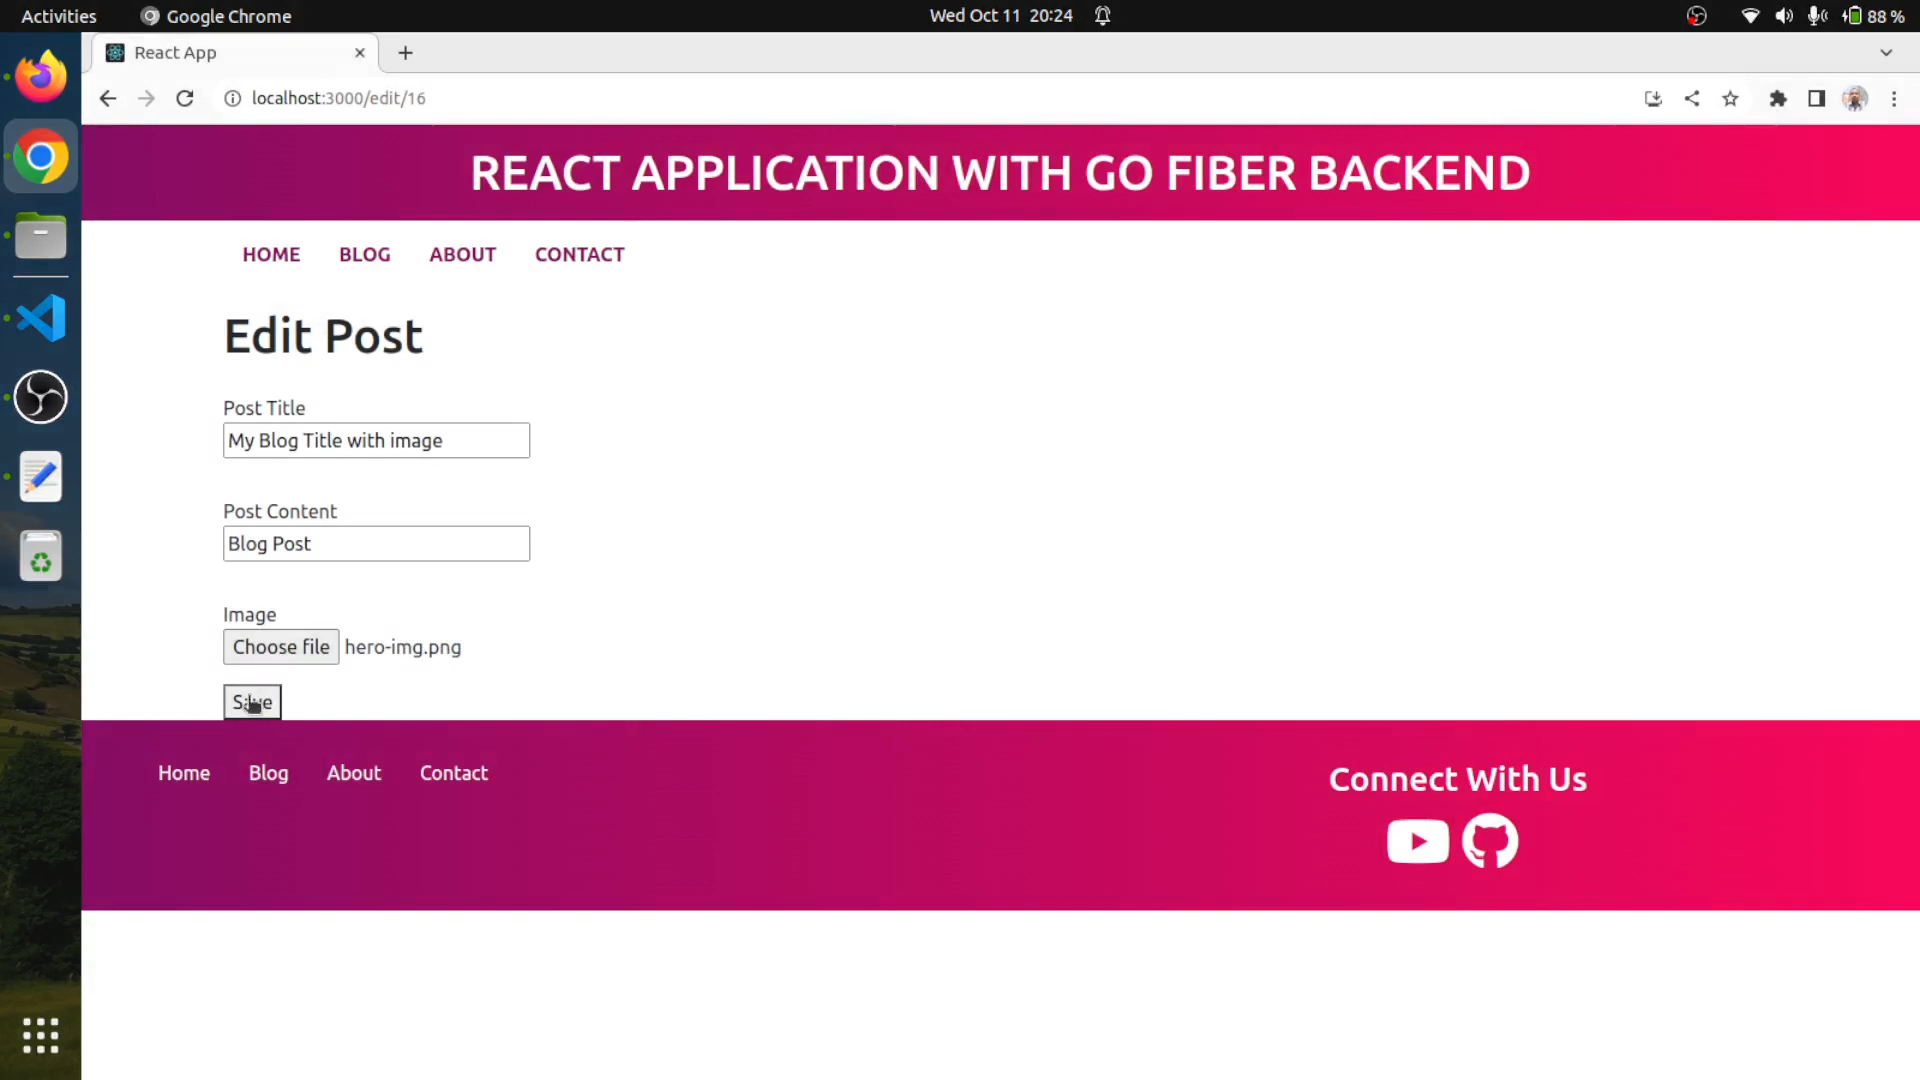 Activities
Google Chrome
Wed Oct 11 20:24
88 %
React App
localhost:3000/edit/16
REACT APPLICATION WITH GO FIBER BACKEND
HOME BLOG ABOUT CONTACT
Edit Post
Post Title
My Blog Title with image
Post Content
Blog Post
Image
Choose file hero-img.png
Save
Home Blog About Contact
Connect With Us